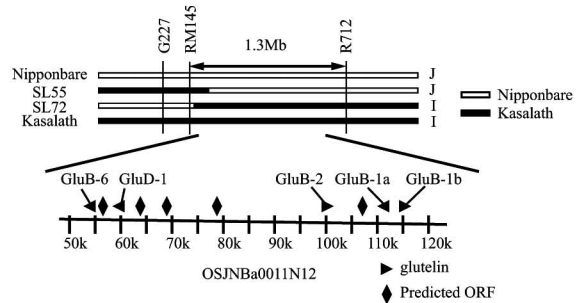 G227
RM145
1.3Mb
R712
Nipponbare J
SL55 J
SL72 I
Kasalath I
Nipponbare
Kasalath
GluB-6 GluD-1 GluB-2 GluB-1a GluB-1b
50k 60k 70k 80k 90k 100k 110k 120k
OSJNBa0011N12
glutelin
Predicted ORF